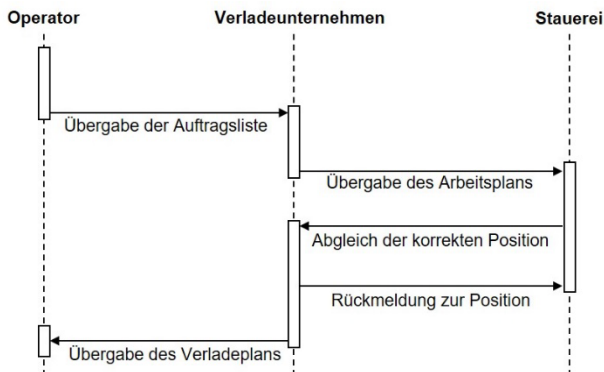 Operator
Verladeunternehmen
Stauerei
Übergabe der Auftragsliste
Übergabe des Arbeitsplans
Abgleich der korrekten Position
Rückmeldung zur Position
Übergabe des Verladeplans